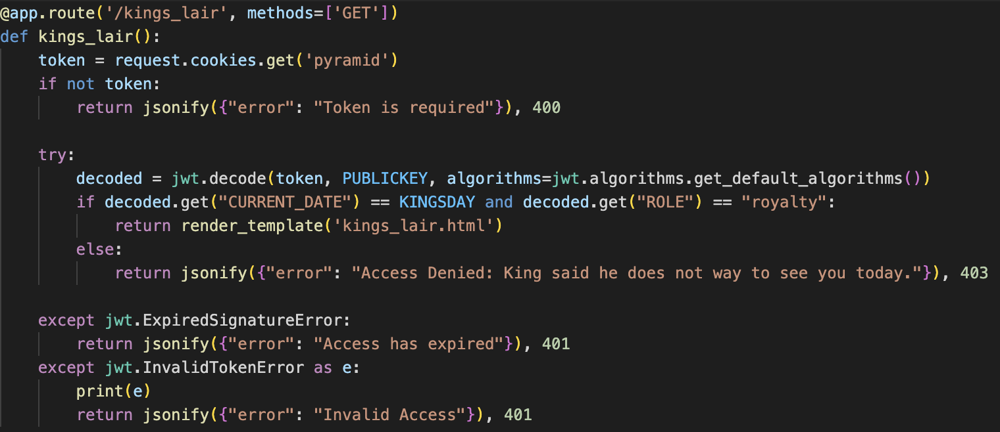 @app.route('/kings_lair', methods=['GET'])
def kings_lair():
    token = request.cookies.get('pyramid')
    if not token:
        return jsonify({"error": "Token is required"}), 400

    try:
        decoded = jwt.decode(token, PUBLICKEY, algorithms=jwt.algorithms.get_default_algorithms())
        if decoded.get("CURRENT_DATE") == KINGSDAY and decoded.get("ROLE") == "royalty":
            return render_template('kings_lair.html')
        else:
            return jsonify({"error": "Access Denied: King said he does not way to see you today."}), 403

    except jwt.ExpiredSignatureError:
        return jsonify({"error": "Access has expired"}), 401
    except jwt.InvalidTokenError as e:
        print(e)
        return jsonify({"error": "Invalid Access"}), 401